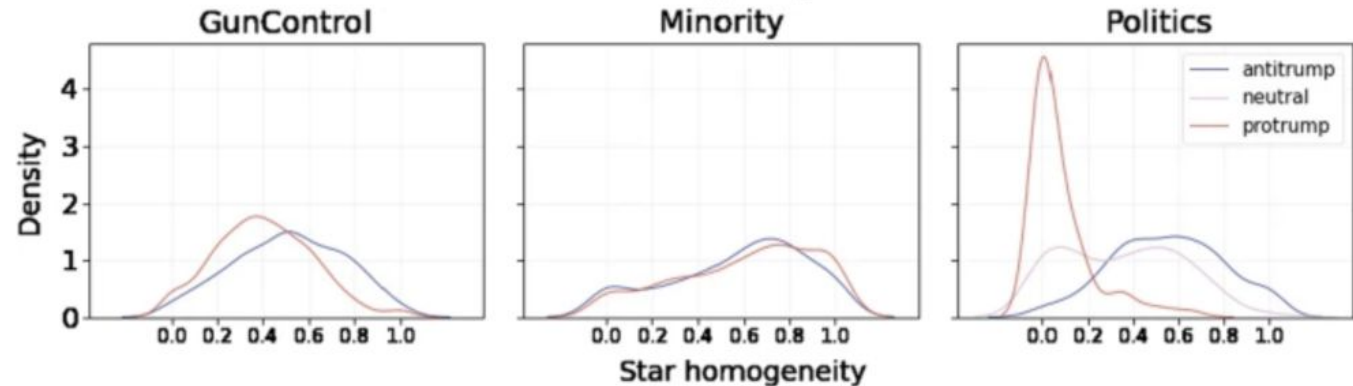 GunControl
Minority
Politics
Density
4
3
2
1
0
antitrump
neutral
protrump
0.0 0.2 0.4 0.6 0.8 1.0
0.0 0.2 0.4 0.6 0.8 1.0
0.0 0.2 0.4 0.6 0.8 1.0
Star homogeneity